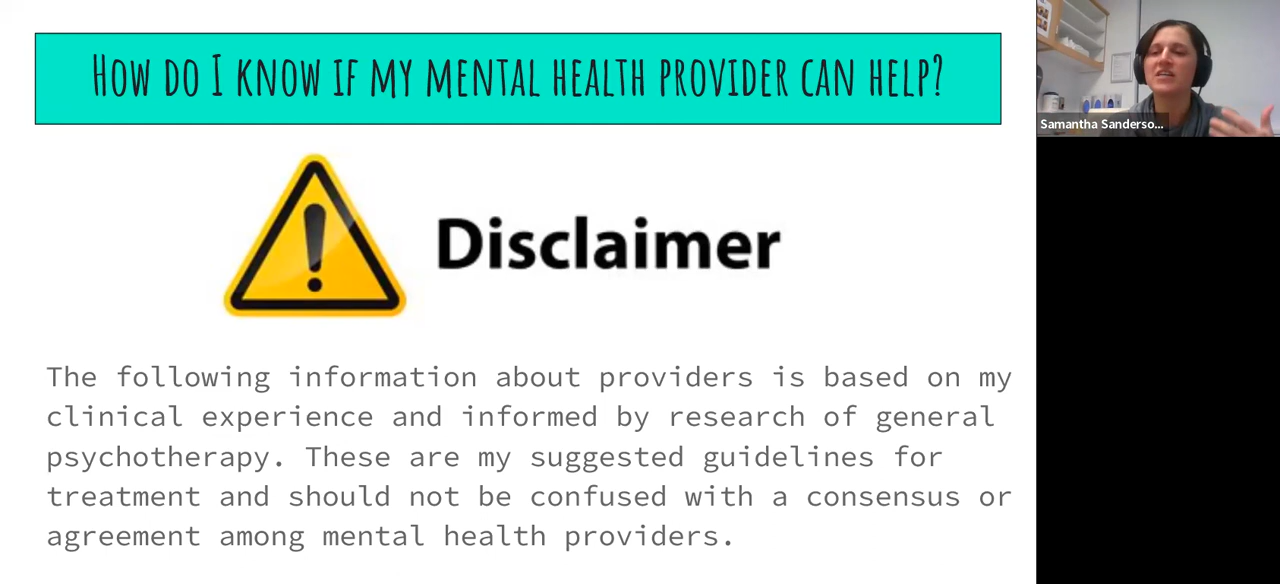 How do I know if my mental health provider can help?
Samantha Sanderso...
Disclaimer
The following information about providers is based on my
clinical experience and informed by research of general
psychotherapy. These are my suggested guidelines for
treatment and should not be confused with a consensus or
agreement among mental health providers.